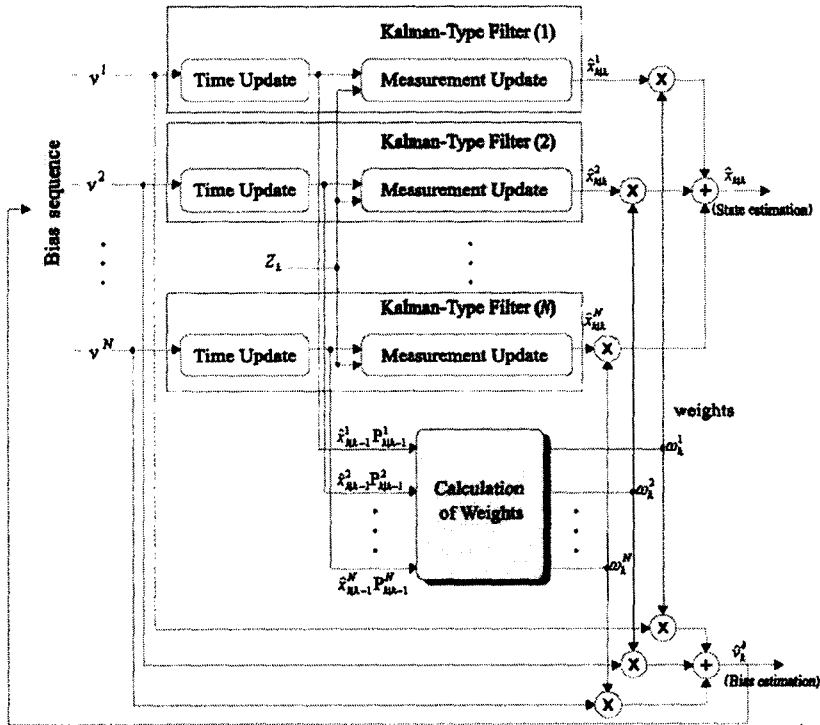 Kalman-Type Filter (1)
v¹
Time Update
Measurement Update
x̂¹ₖ|ₖ
X
Kalman-Type Filter (2)
v²
Time Update
Measurement Update
x̂²ₖ|ₖ
X
+
x̂ₖ|ₖ
(State estimation)
Bias sequence
Zₖ
Kalman-Type Filter (N)
vᴺ
Time Update
Measurement Update
x̂ᴺₖ|ₖ
X
weights
x̂¹ₖ|ₖ₋₁ P¹ₖ|ₖ₋₁
ω¹ₖ
x̂²ₖ|ₖ₋₁ P²ₖ|ₖ₋₁
Calculation
of Weights
ω²ₖ
x̂ᴺₖ|ₖ₋₁ Pᴺₖ|ₖ₋₁
ωᴺₖ
X
X
+
(Bias estimation)
X